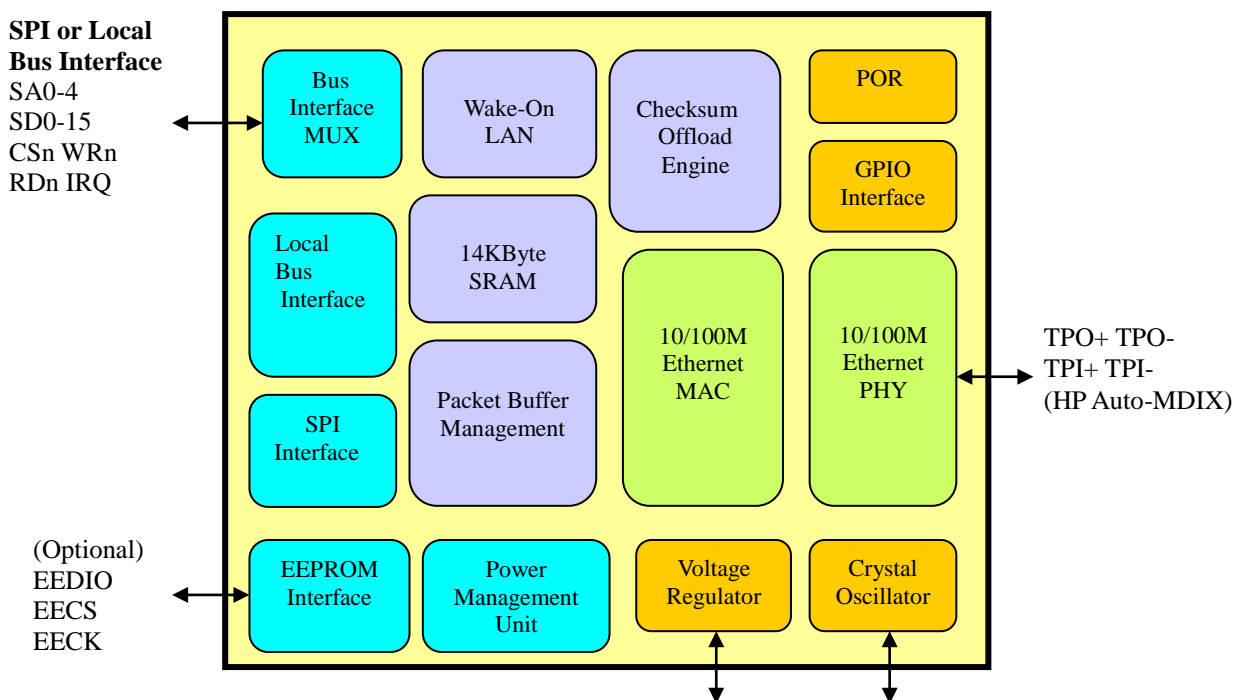 SPI or Local
Bus Interface
SA0-4
SD0-15
CSn WRn
RDn IRQ
Bus
Interface
MUX
Wake-On
LAN
Checksum
Offload
Engine
POR
GPIO
Interface
Local
Bus
Interface
14KByte
SRAM
10/100M
Ethernet
MAC
10/100M
Ethernet
PHY
TPO+ TPO-
TPI+ TPI-
(HP Auto-MDIX)
SPI
Interface
Packet Buffer
Management
(Optional)
EEDIO
EECS
EECK
EEPROM
Interface
Power
Management
Unit
Voltage
Regulator
Crystal
Oscillator